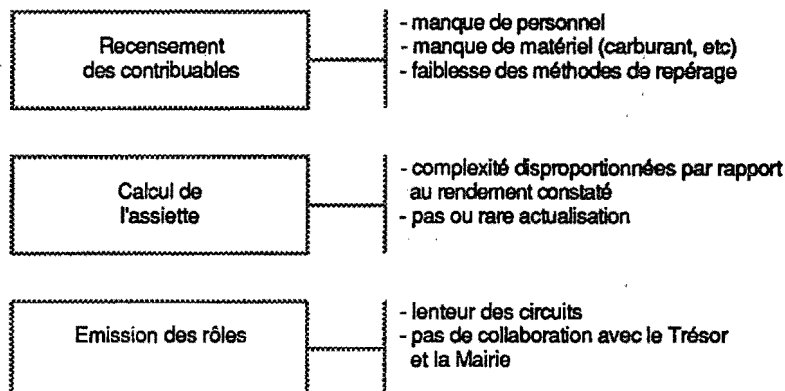 Recensement
des contribuables
- manque de personnel
- manque de matériel (carburant, etc)
- faiblesse des méthodes de repérage
Calcul de
l'assiette
- complexité disproportionnées par rapport
au rendement constaté
- pas ou rare actualisation
Emission des rôles
- lenteur des circuits
- pas de collaboration avec le Trésor
et la Mairie